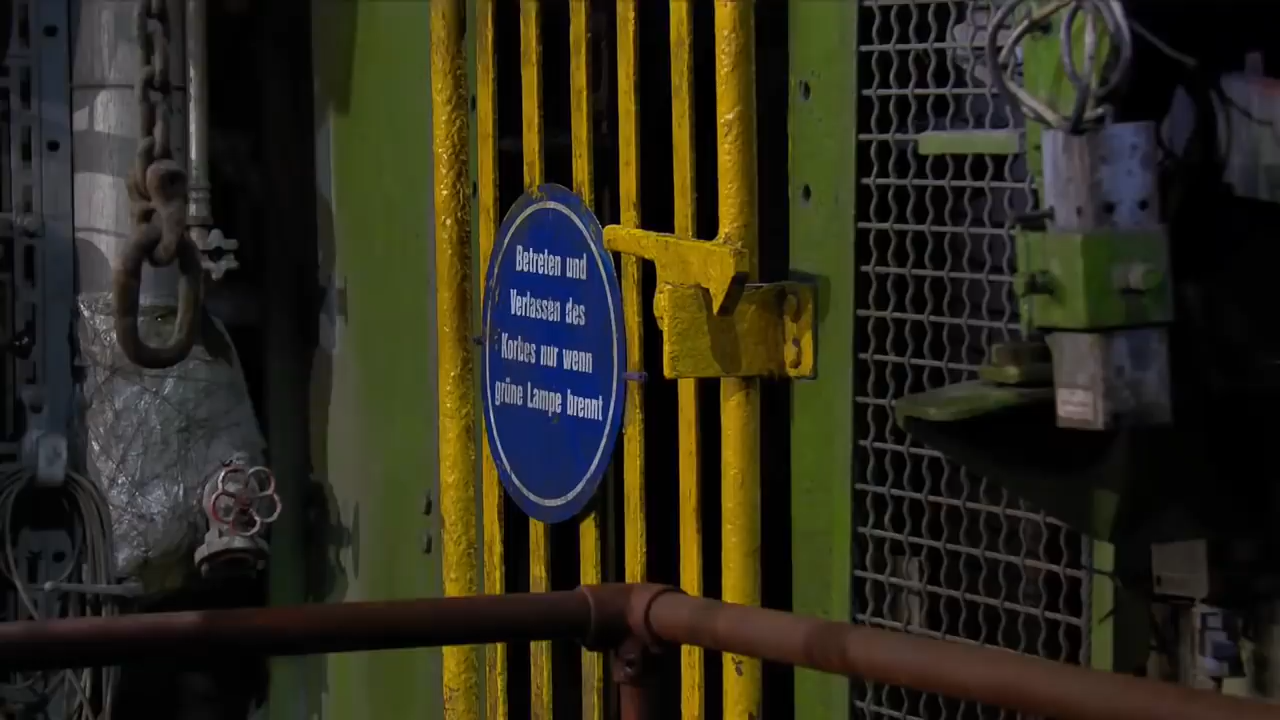 Betreten und
Verlassen des
Korbes nur wenn
grüne Lampe brennt